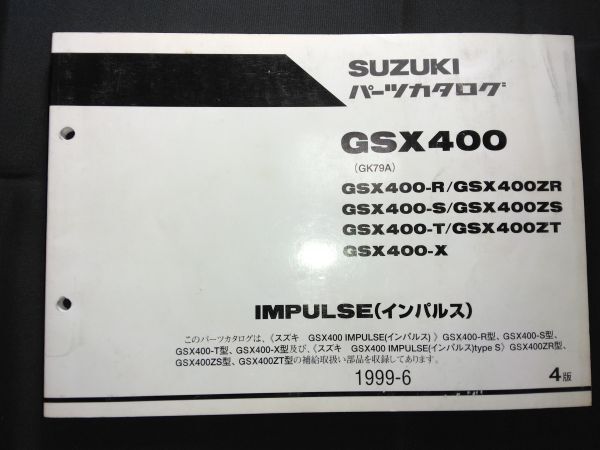 SUZUKI
パーツカタログ
GSX400
(GK79A)
GSX400-R/GSX400ZR
GSX400-S/GSX400ZS
GSX400-T/GSX400ZT
GSX400-X
IMPULSE(インパルス)
このパーツカタログは、《スズキ GSX400 IMPULSE(インパルス) 》GSX400-R型、GSX400-S型、
GSX400-T型、GSX400-X型及び、《スズキ GSX400 IMPULSE(インパルス)type S》GSX400ZR型、
GSX400ZS型、GSX400ZT型の補給取扱い部品を収録してあります。
1999-6
4版